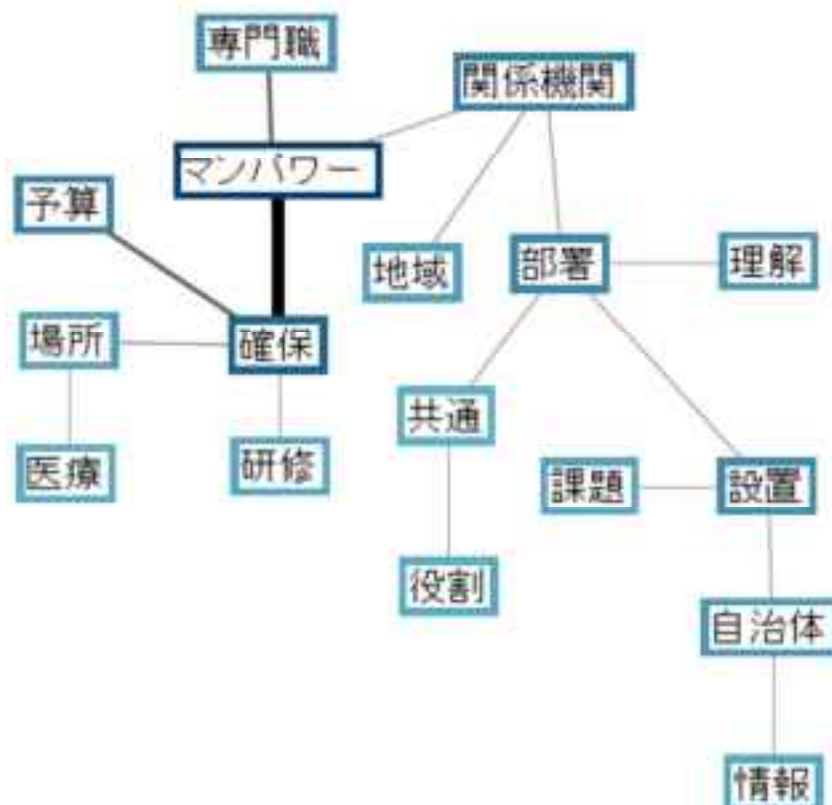 専門職
関係機関
マンパワー
予算
地域
部署
理解
場所
確保
共通
医療
研修
課題
設置
役割
自治体
情報